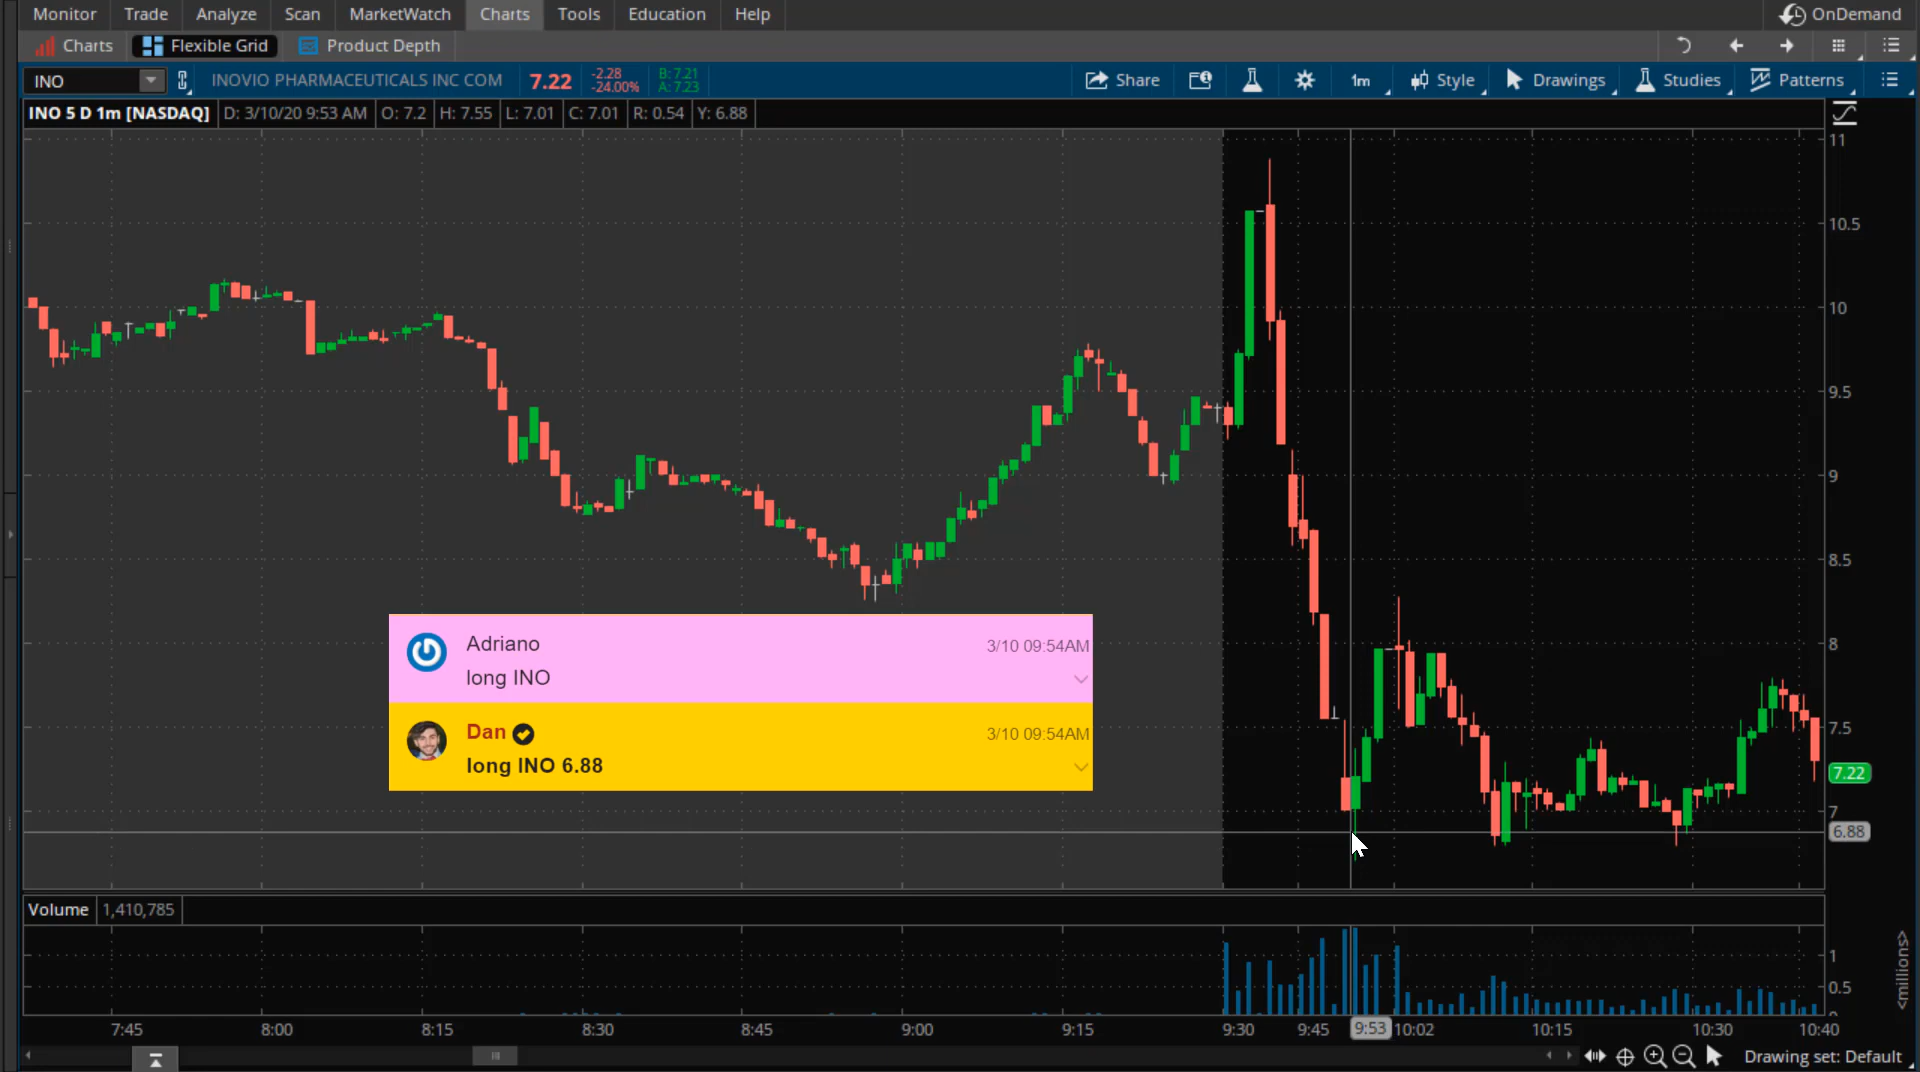 Monitor Trade Analyze Scan MarketWatch Charts Tools Education Help OnDemand
Charts Flexible Grid Product Depth
INO INOVIO PHARMACEUTICALS INC COM 7.22 -2.28 -24.00% B: 7.21 A: 7.23 Share 1m Style Drawings Studies Patterns
INO 5 D 1m [NASDAQ] D: 3/10/20 9:53 AM O: 7.2 H: 7.55 L: 7.01 C: 7.01 R: 0.54 Y: 6.88
11
10.5
10
9.5
9
8.5
8
7.5
7.22
7
6.88
Adriano 3/10 09:54AM
long INO
Dan 3/10 09:54AM
long INO 6.88
Volume 1,410,785
1
0.5
0
<millions>
7:45 8:00 8:15 8:30 8:45 9:00 9:15 9:30 9:45 9:53 10:02 10:15 10:30 10:40
Drawing set: Default